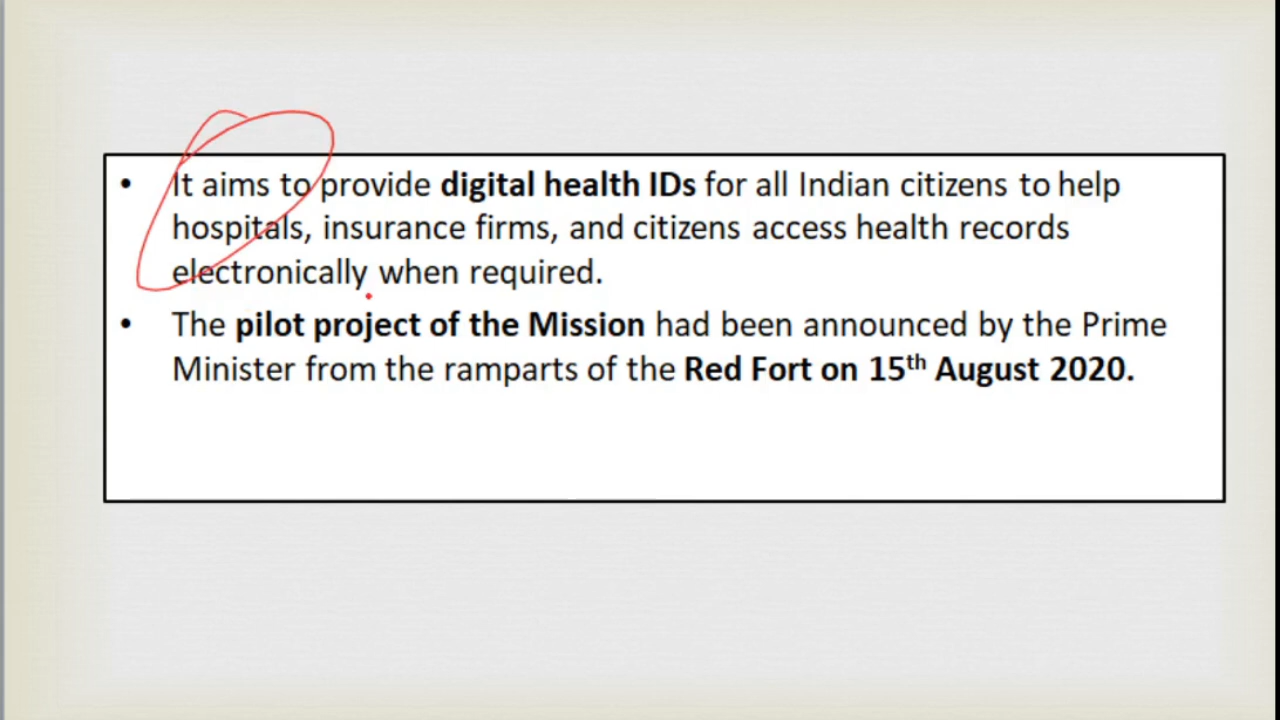 • It aims to provide digital health IDs for all Indian citizens to help
hospitals, insurance firms, and citizens access health records
electronically when required.
• The pilot project of the Mission had been announced by the Prime
Minister from the ramparts of the Red Fort on 15th August 2020.